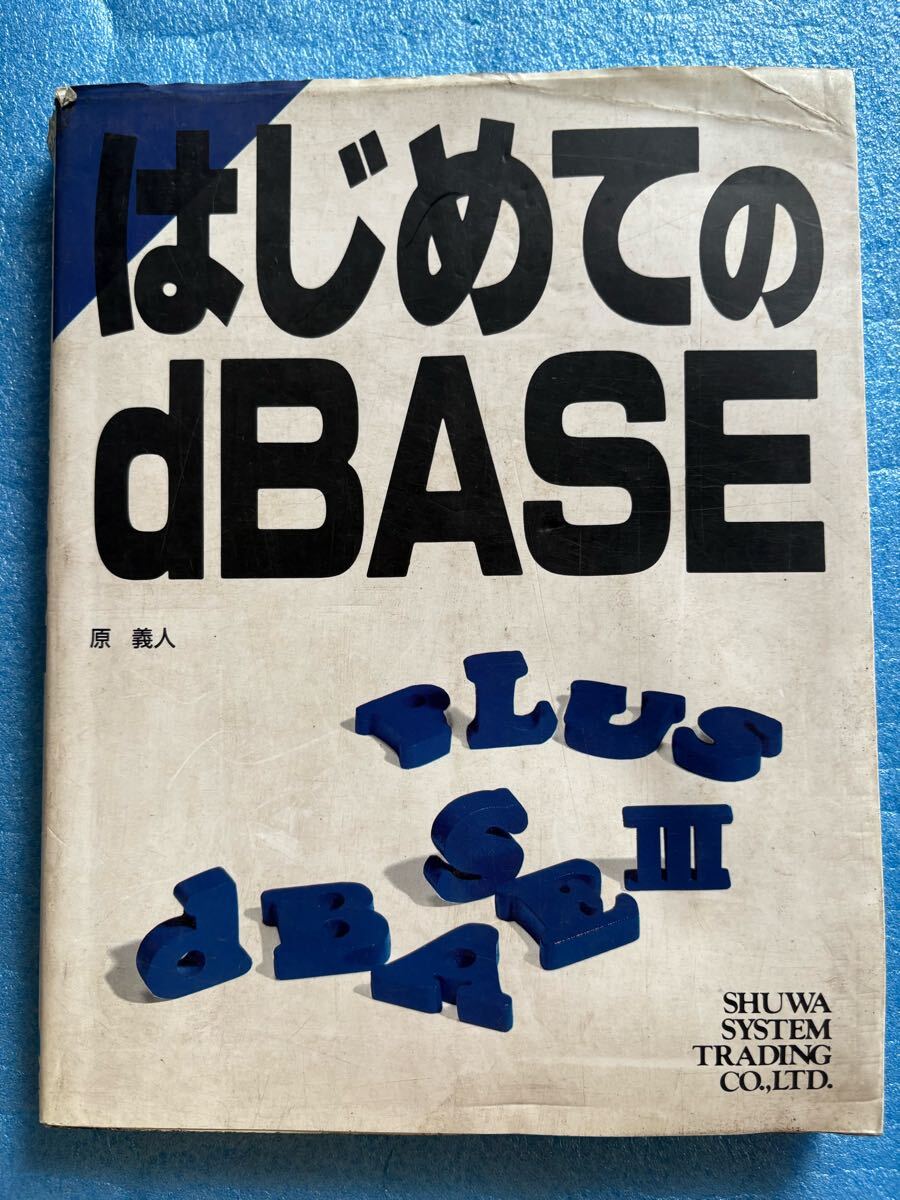 はじめての
dBASE
原 義人
PLUS
dBASE III
SHUWA
SYSTEM
TRADING
CO.,LTD.